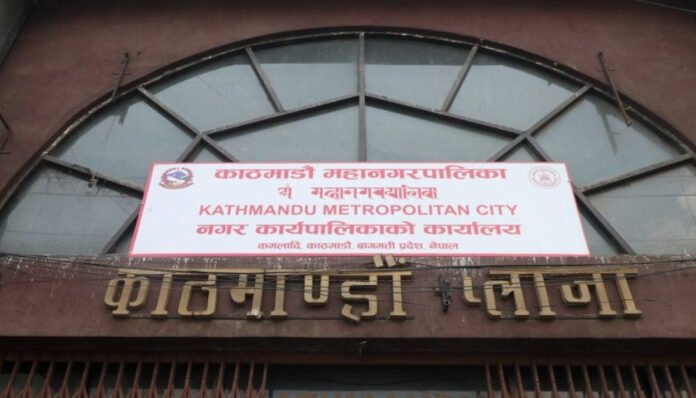 काठमाडौं महानगरपालिका
KATHMANDU METROPOLITAN CITY
नगर कार्यपालिकाको कार्यालय
कमलादि, काठमाडौं, बागमती प्रदेश, नेपाल
काठमाण्डौँ प्लाजा